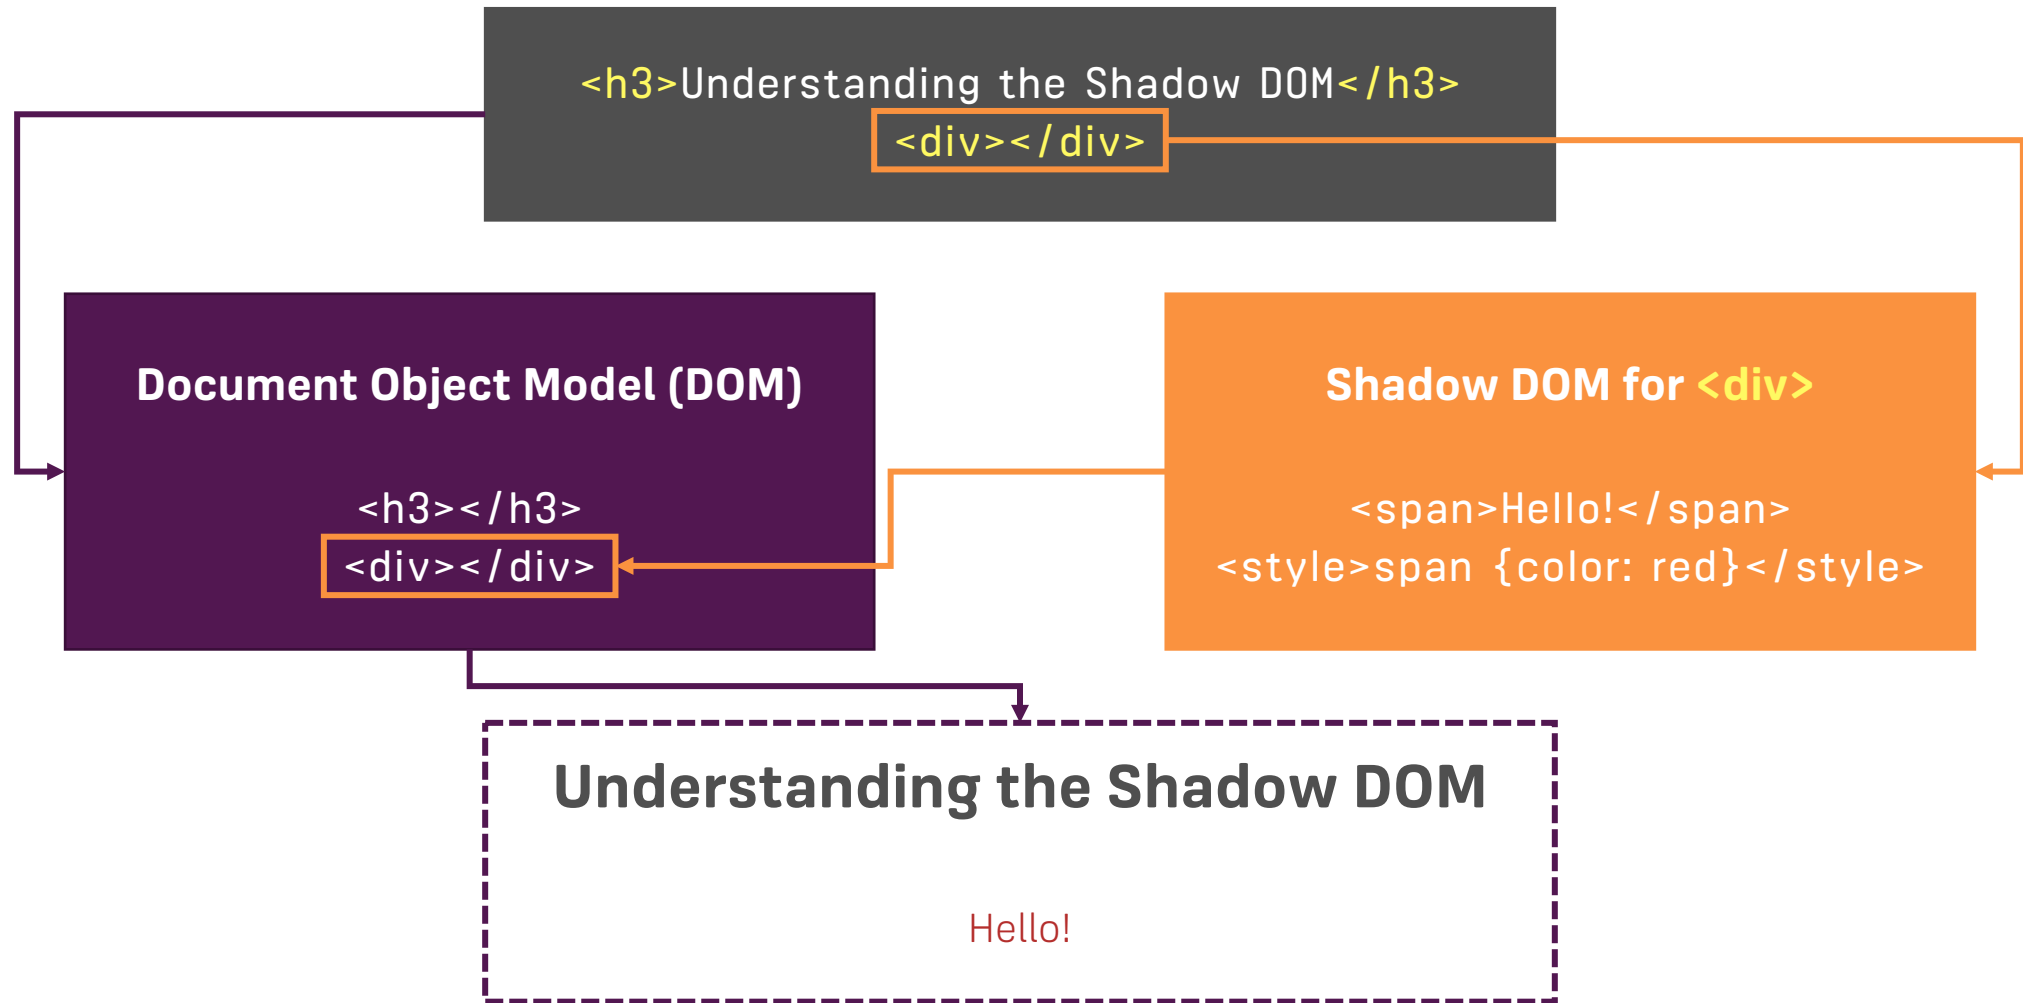 <h3>Understanding the Shadow DOM</h3>
<div></div>
Document Object Model (DOM)
<h3></h3>
<div></div>
Shadow DOM for <div>
<span>Hello!</span>
<style>span {color: red}</style>
Understanding the Shadow DOM
Hello!